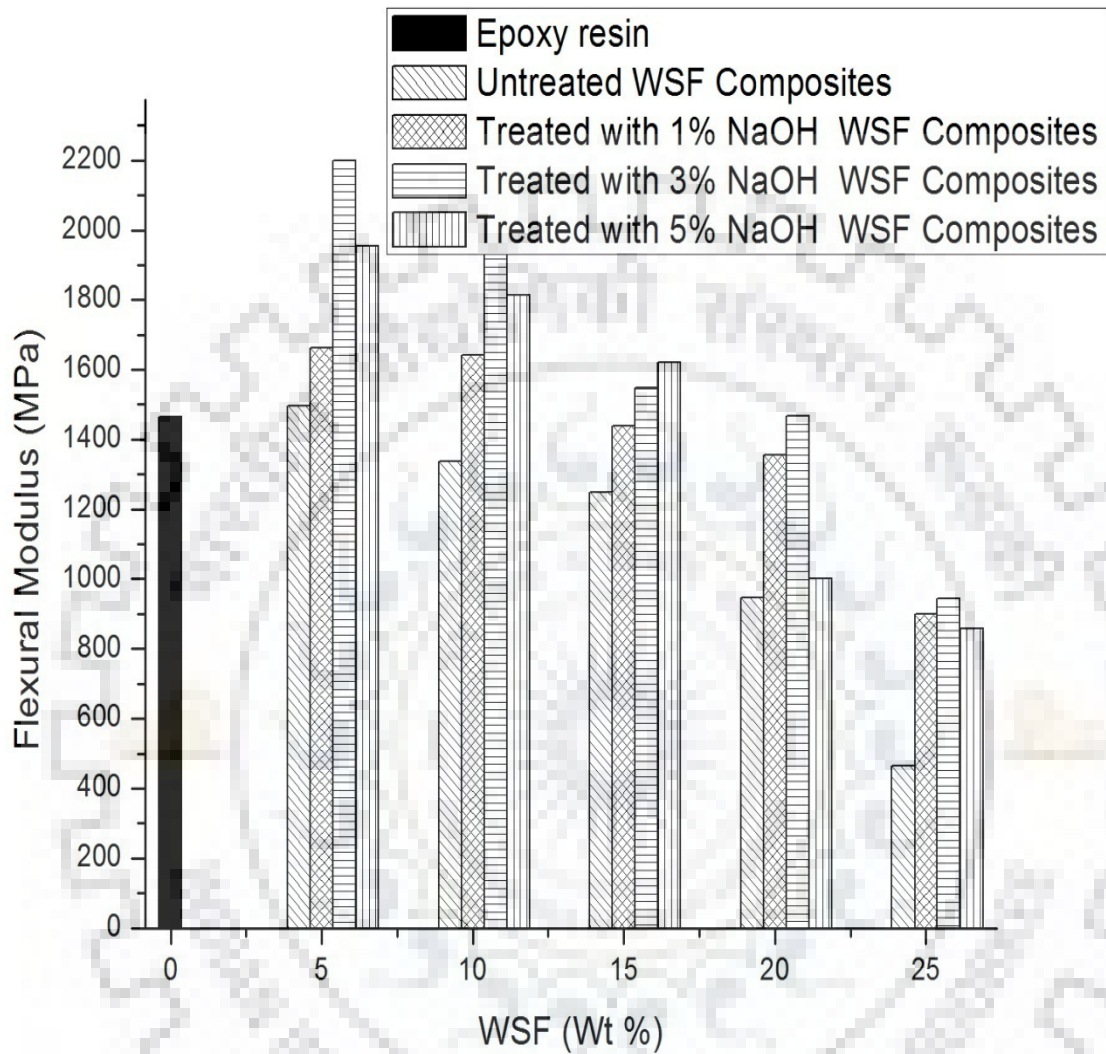 Epoxy resin
Untreated WSF Composites
Treated with 1% NaOH WSF Composites
Treated with 3% NaOH WSF Composites
Treated with 5% NaOH WSF Composites
Flexural Modulus (MPa)
2200
2000
1800
1600
1400
1200
1000
800
600
400
200
0
0 5 10 15 20 25
WSF (Wt %)